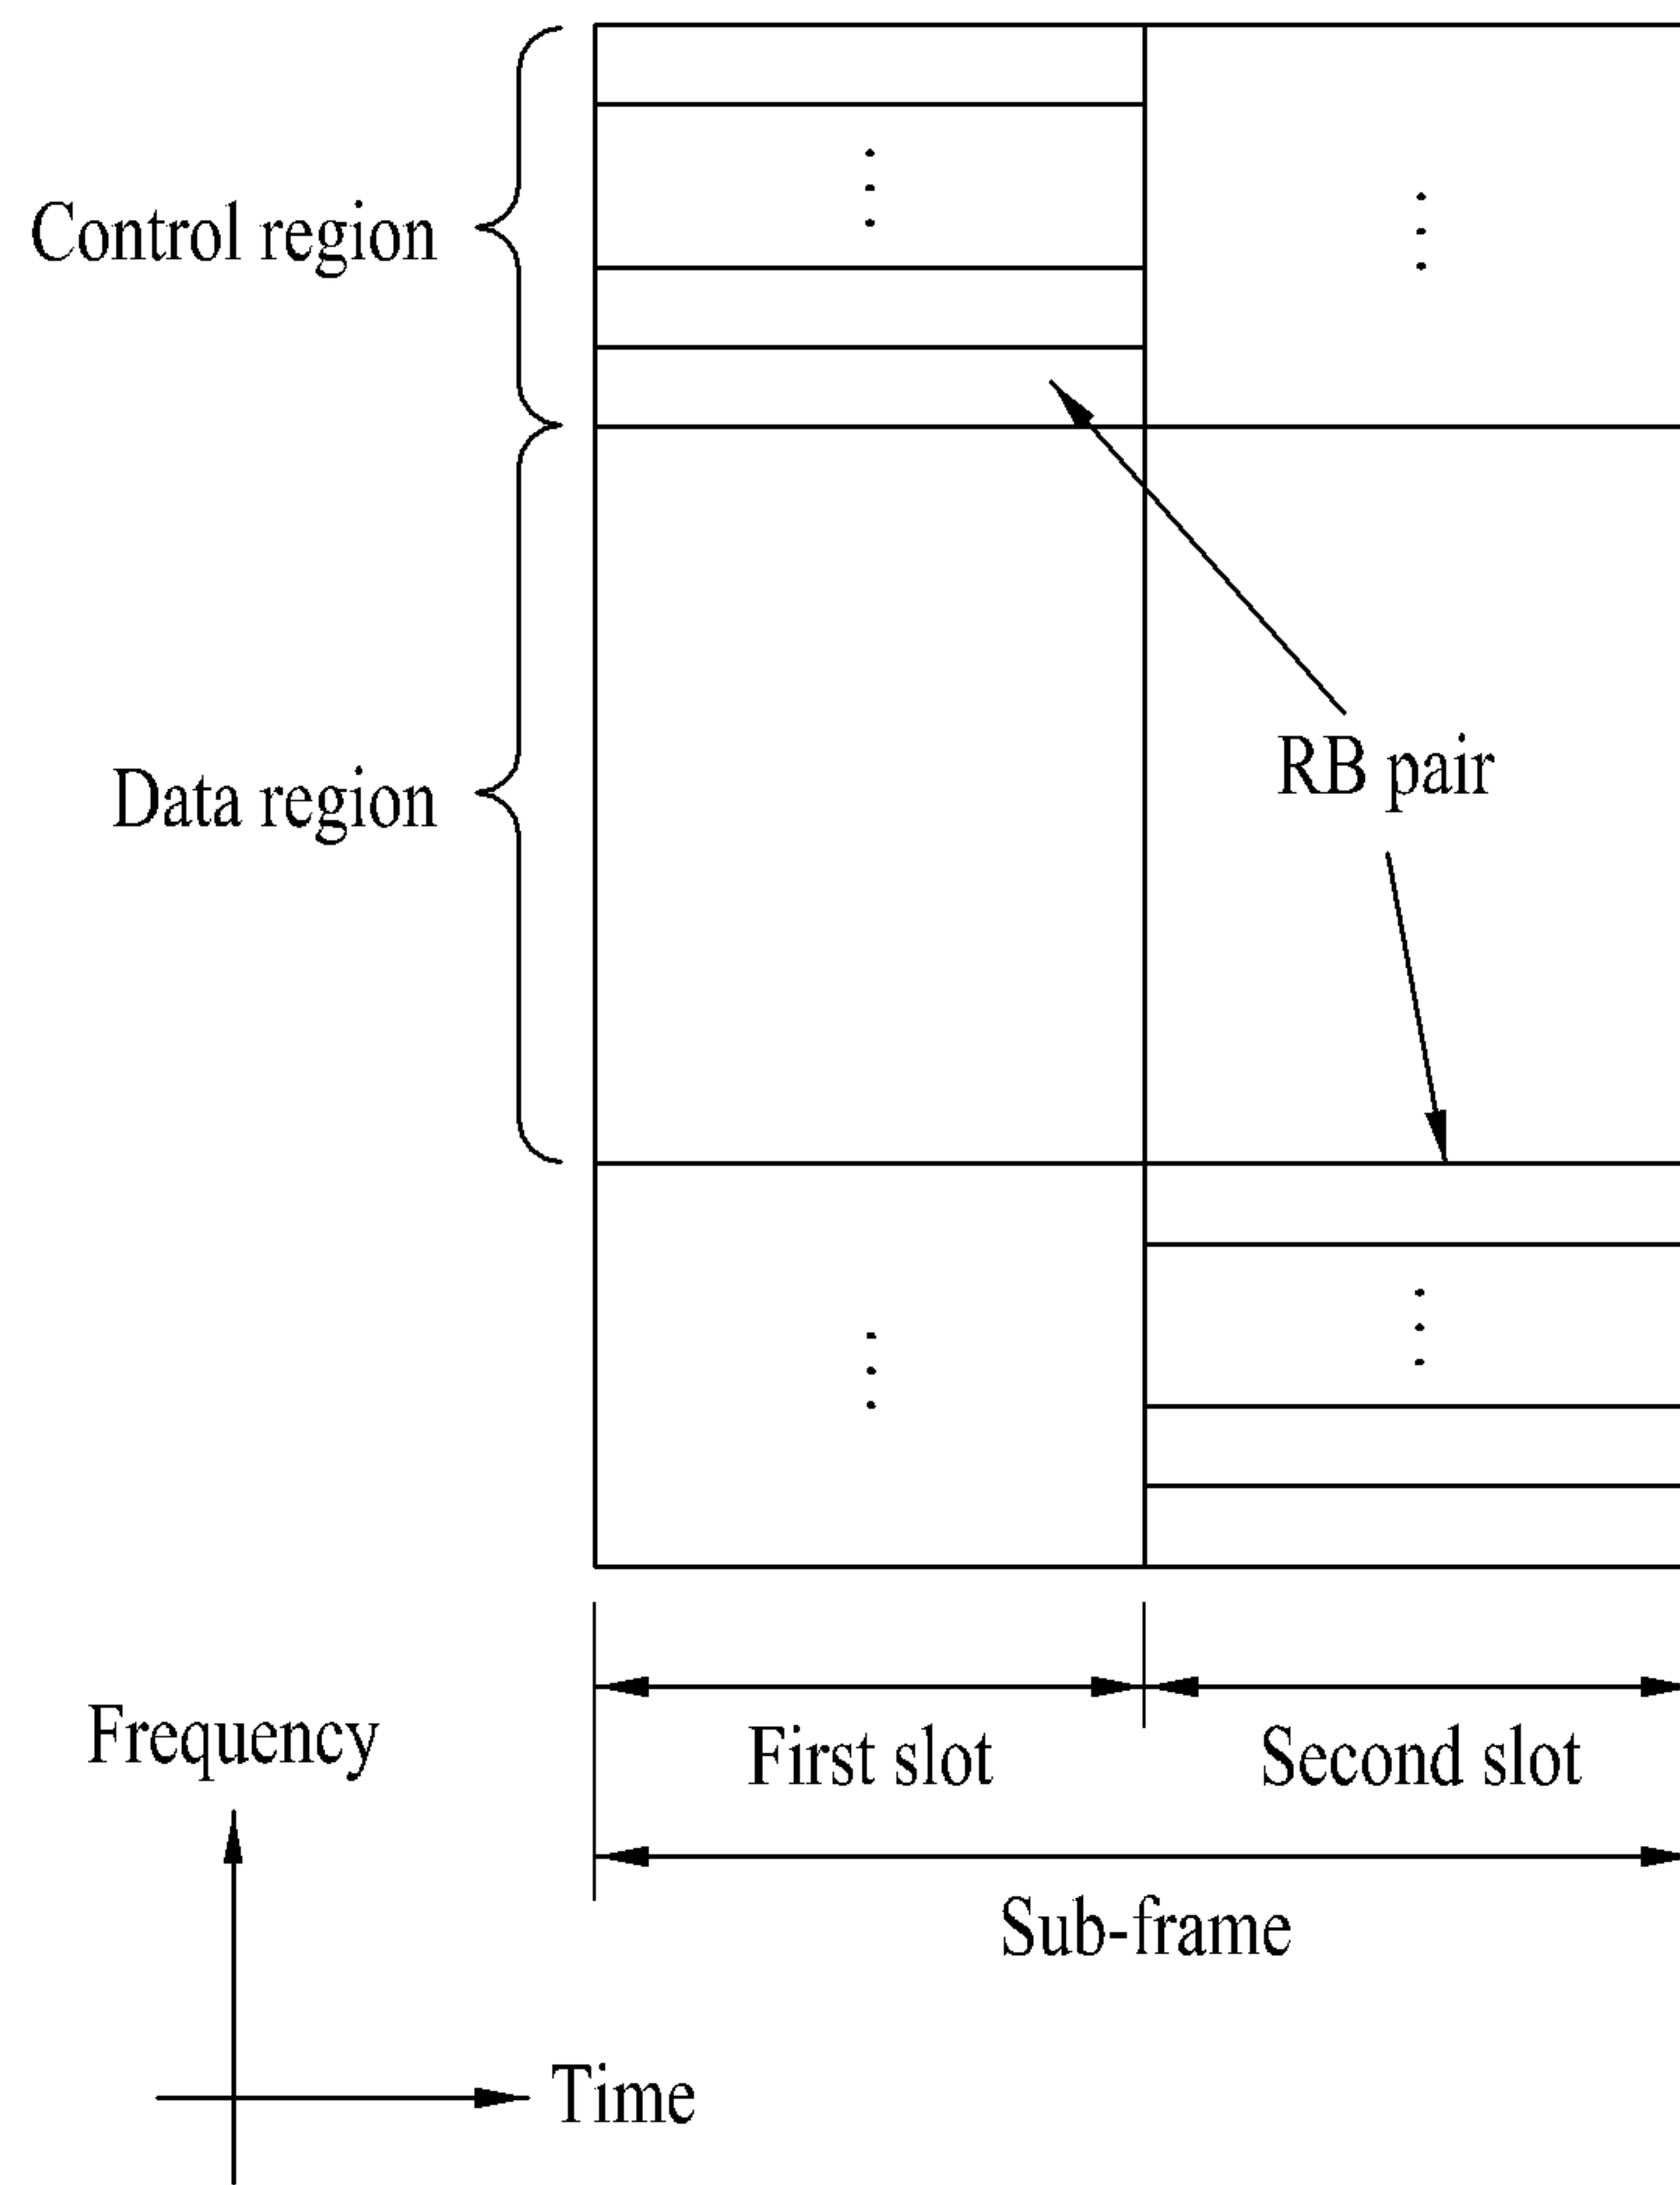 Control region
Data region
RB pair
First slot
Second slot
Frequency
Sub-frame
Time